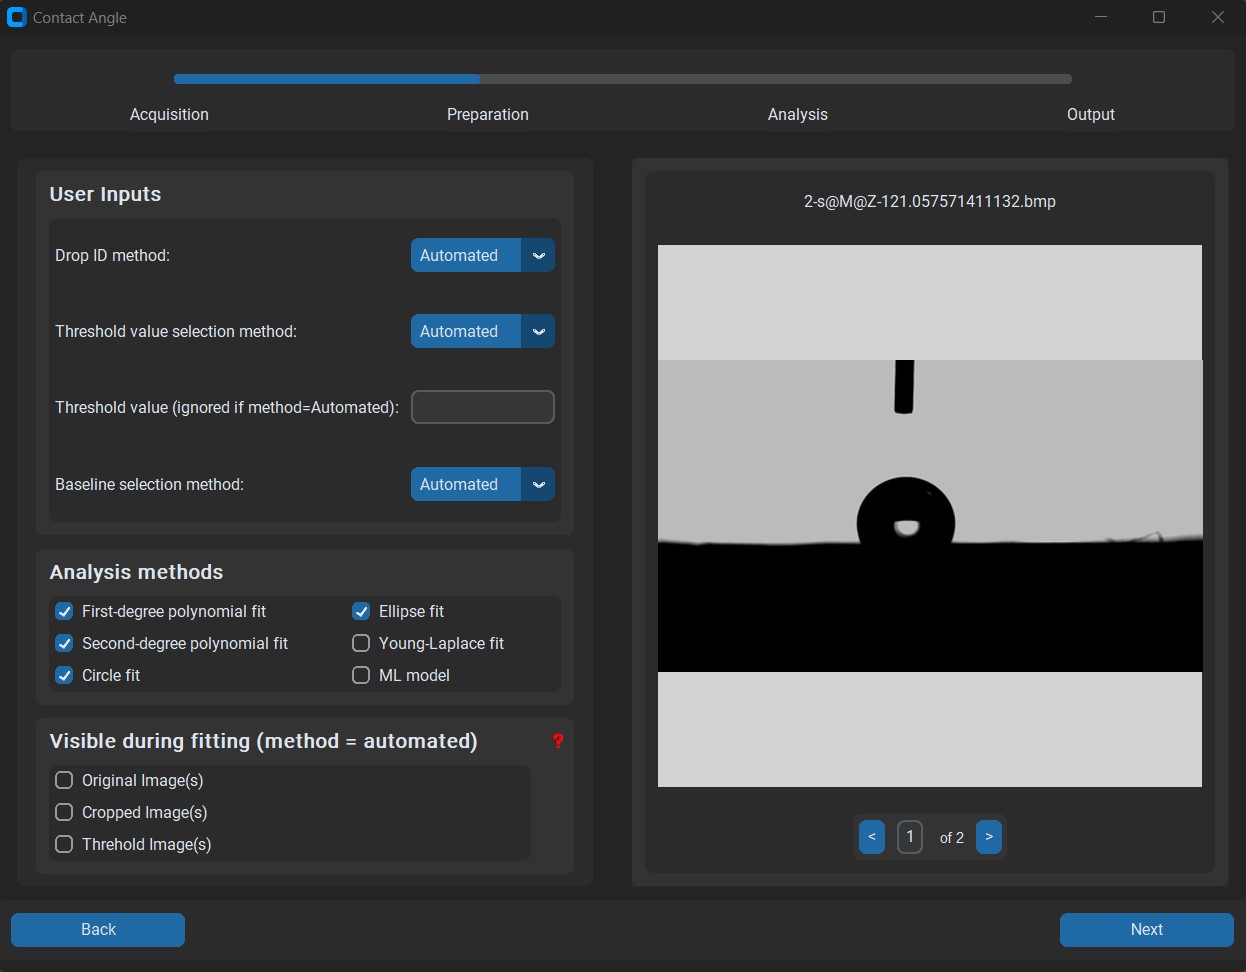 Contact Angle
Acquisition
Preparation
Analysis
Output
User Inputs
Drop ID method:
Automated
Threshold value selection method:
Automated
Threshold value (ignored if method=Automated):
Baseline selection method:
Automated
Analysis methods
First-degree polynomial fit
Ellipse fit
Second-degree polynomial fit
Young-Laplace fit
Circle fit
ML model
Visible during fitting (method = automated)
?
Original Image(s)
Cropped Image(s)
Threhold Image(s)
2-s@M@Z-121.057571411132.bmp
< 1 of 2 >
Back
Next